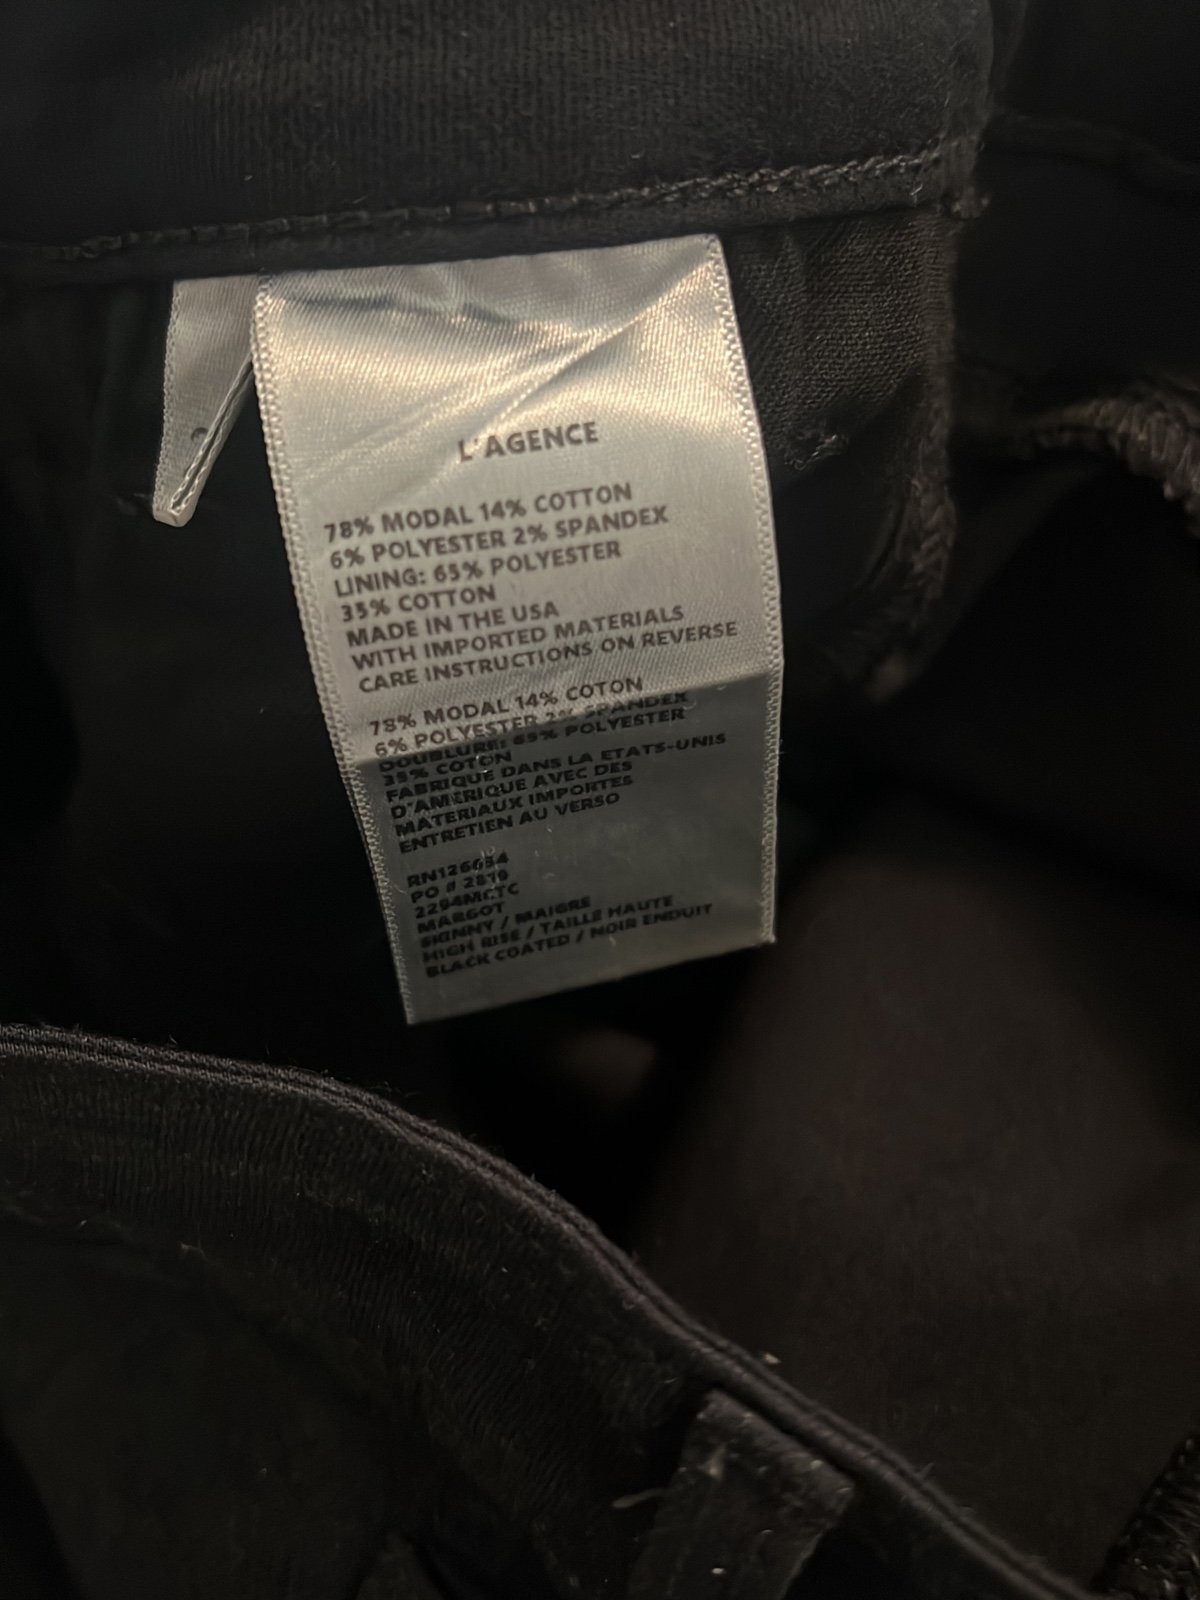 L'AGENCE
78% MODAL 14% COTTON
6% POLYESTER 2% SPANDEX
LINING: 65% POLYESTER
35% COTTON
MADE IN THE USA
WITH IMPORTED MATERIALS
CARE INSTRUCTIONS ON REVERSE
78% MODAL 14% COTON
6% POLYESTER 2% SPANDEX
DOUBLURE: 65% POLYESTER
35% COTON
FABRIQUE DANS LA ETATS-UNIS
D'AMERIQUE AVEC DES
MATERIAUX IMPORTES
ENTRETIEN AU VERSO
RN126654
PO # 2819
2294MCTC
MARGOT
SKINNY / MAIGRE
HIGH RISE / TAILLE HAUTE
BLACK COATED / NOIR ENDUIT